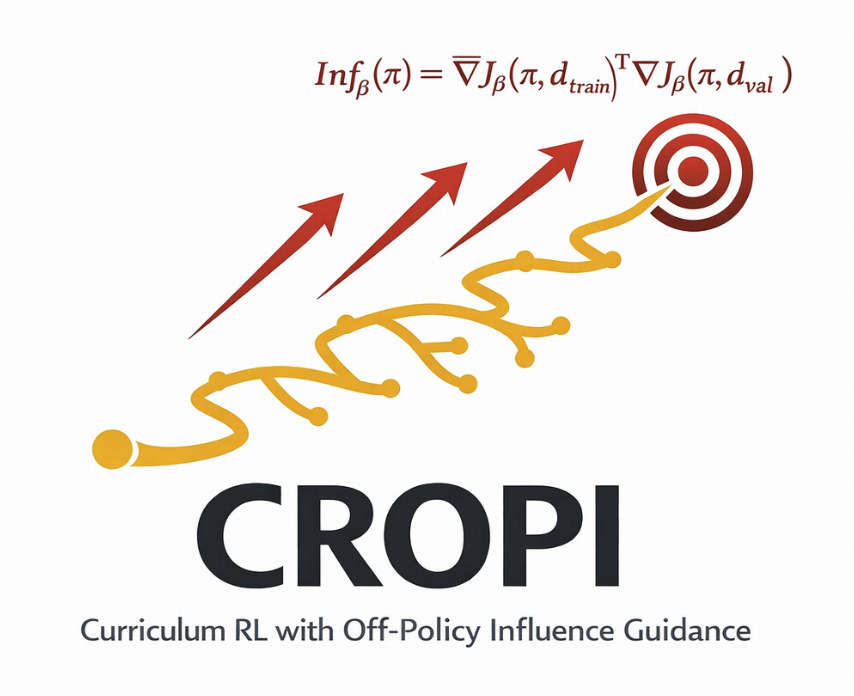 Inf_β(π) = ∇̿J_β(π, d_train)^T ∇J_β(π, d_val )
CROPI
Curriculum RL with Off-Policy Influence Guidance